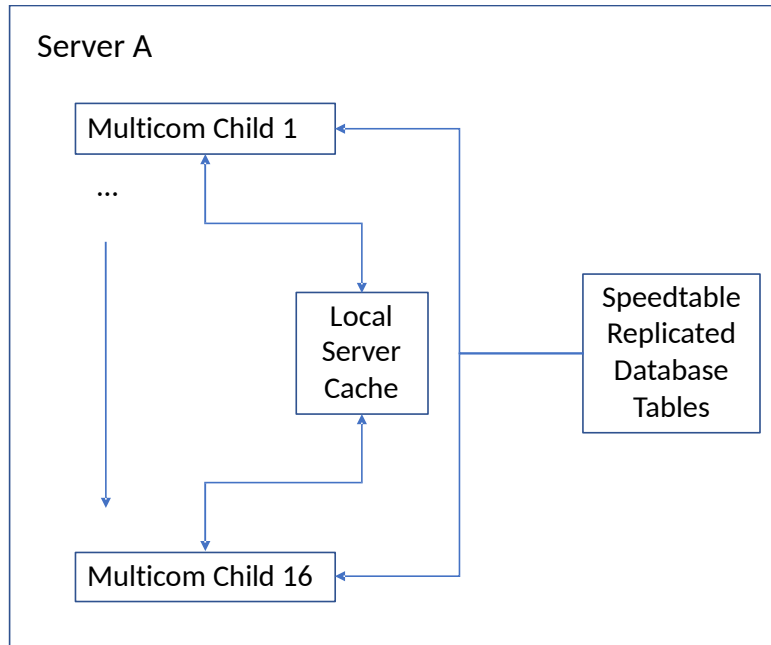 Server A
Multicom Child 1
...
Local
Server
Cache
Speedtable
Replicated
Database
Tables
Multicom Child 16